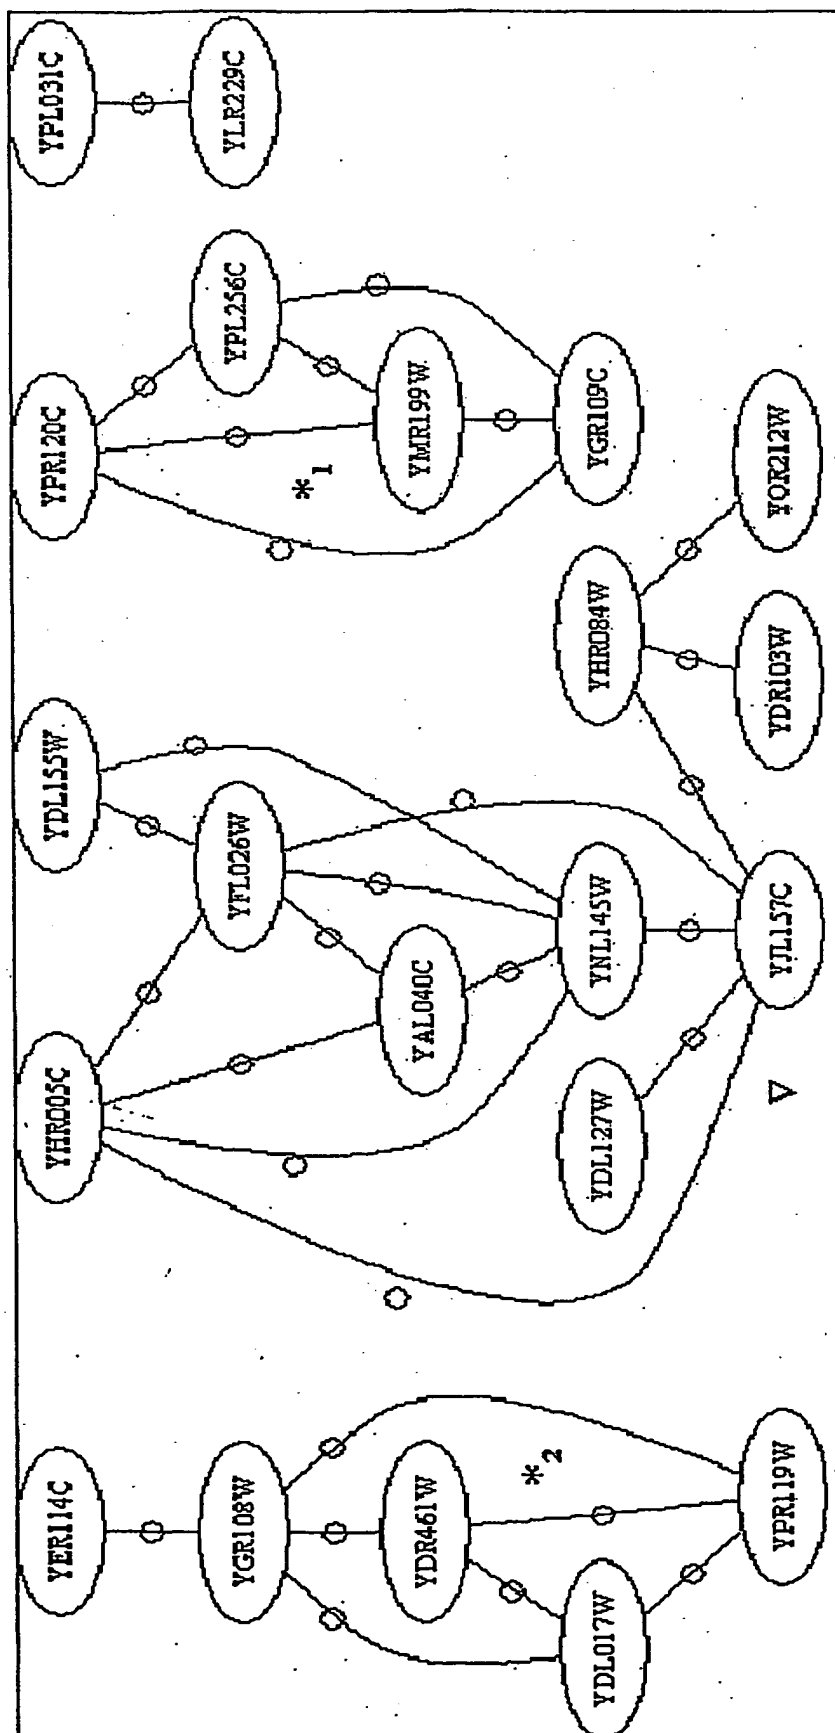 YER114C
YHR005C
YDL155W
YPR120C
YPL031C
YGR108W
YFL026W
YPL256C
YLR229C
*1
YDR461W
YAL040C
YMR199W
*2
YDL017W
YDL127W
YNL145W
YHR084W
YGR109C
YPR119W
YJL157C
YDR103W
YOR212W